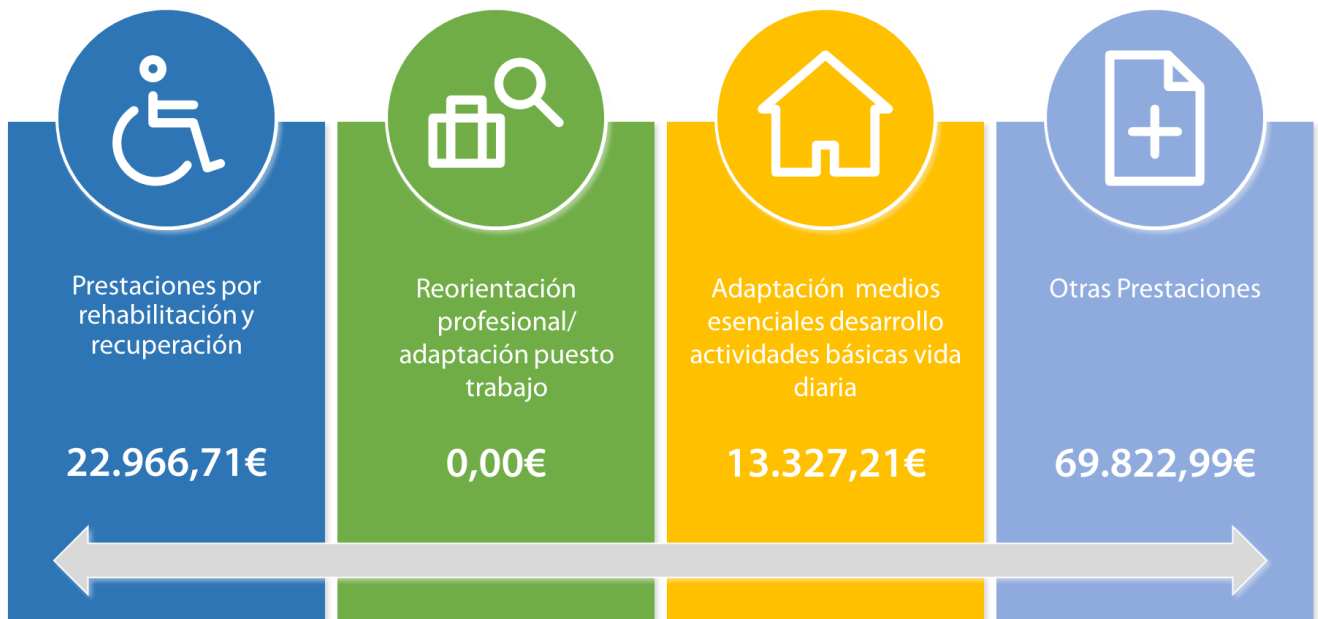 Prestaciones por
rehabilitación y
recuperación
22.966,71€
Reorientación
profesional/
adaptación puesto
trabajo
0,00€
Adaptación medios
esenciales desarrollo
actividades básicas vida
diaria
13.327,21€
Otras Prestaciones
69.822,99€